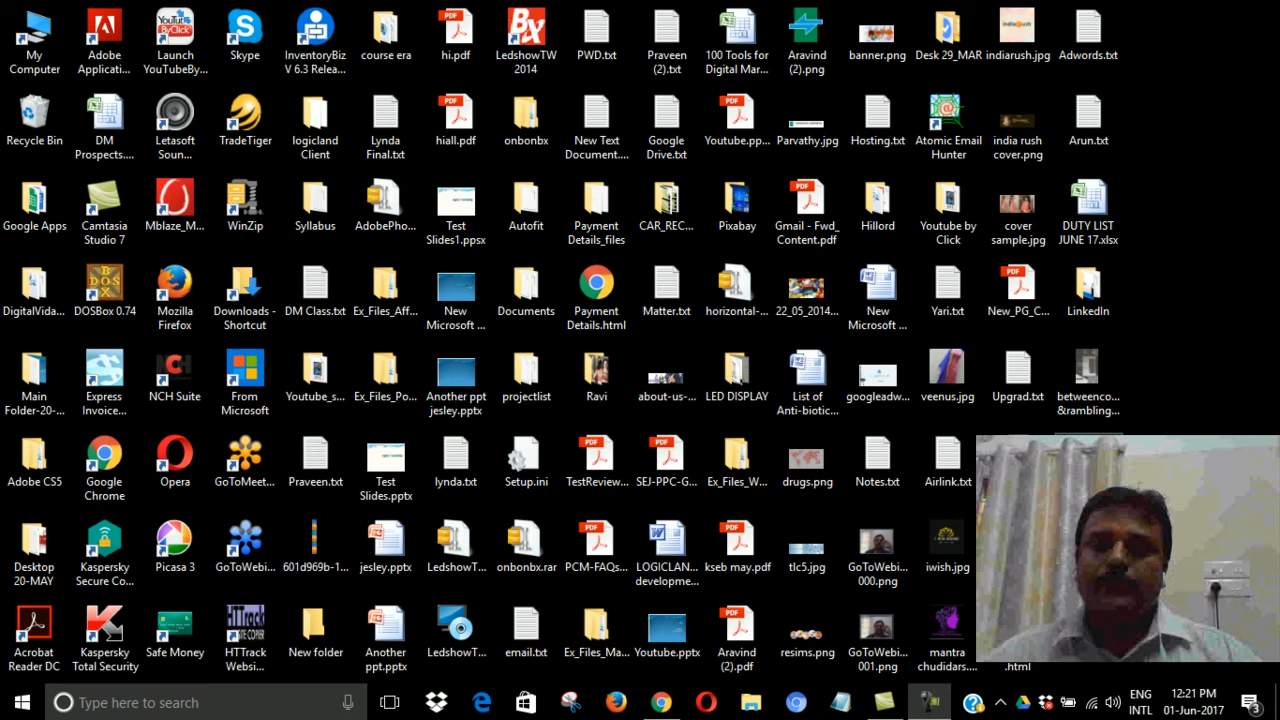 My Computer
Adobe Applicati...
Launch YouTubeBy...
Skype
InventoryBiz V 6.3 Relea...
course era
hi.pdf
LedshowTW 2014
PWD.txt
Praveen (2).txt
100 Tools for Digital Mar...
Aravind (2).png
banner.png
Desk 29_MAR
indiarush.jpg
Adwords.txt
Recycle Bin
DM Prospects....
Letasoft Soun...
TradeTiger
logicland Client
Lynda Final.txt
hiall.pdf
onbonbx
New Text Document....
Google Drive.txt
Youtube.pp...
Parvathy.jpg
Hosting.txt
Atomic Email Hunter
india rush cover.png
Arun.txt
Google Apps
Camtasia Studio 7
Mblaze_M...
WinZip
Syllabus
AdobePho...
Test Slides1.ppsx
Autofit
Payment Details_files
CAR_REC...
Pixabay
Gmail - Fwd_ Content.pdf
Hillord
Youtube by Click
cover sample.jpg
DUTY LIST JUNE 17.xlsx
DigitalVida...
DOSBox 0.74
Mozilla Firefox
Downloads - Shortcut
DM Class.txt
Ex_Files_Aff...
New Microsoft ...
Documents
Payment Details.html
Matter.txt
horizontal-...
22_05_2014...
New Microsoft ...
Yari.txt
New_PG_C...
LinkedIn
Main Folder-20-...
Express Invoice...
NCH Suite
From Microsoft
Youtube_s...
Ex_Files_Po...
Another ppt jesley.pptx
projectlist
Ravi
about-us-...
LED DISPLAY
List of Anti-biotic...
googleadw...
veenus.jpg
Upgrad.txt
betweenco... &rambling...
Adobe CS5
Google Chrome
Opera
GoToMeet...
Praveen.txt
Test Slides.pptx
lynda.txt
Setup.ini
TestReview...
SEJ-PPC-G...
Ex_Files_W...
drugs.png
Notes.txt
Airlink.txt
Desktop 20-MAY
Kaspersky Secure Co...
Picasa 3
GoToWebi...
601d969b-1...
jesley.pptx
LedshowT...
onbonbx.rar
PCM-FAQs...
LOGICLAN... developme...
kseb may.pdf
tlc5.jpg
GoToWebi... 000.png
iwish.jpg
Acrobat Reader DC
Kaspersky Total Security
Safe Money
HTTrack Websi...
New folder
Another ppt.pptx
LedshowT...
email.txt
Ex_Files_Ma...
Youtube.pptx
Aravind (2).pdf
resims.png
GoToWebi... 001.png
mantra chudidars....
.html
Type here to search
ENG
INTL
12:21 PM
01-Jun-2017
3